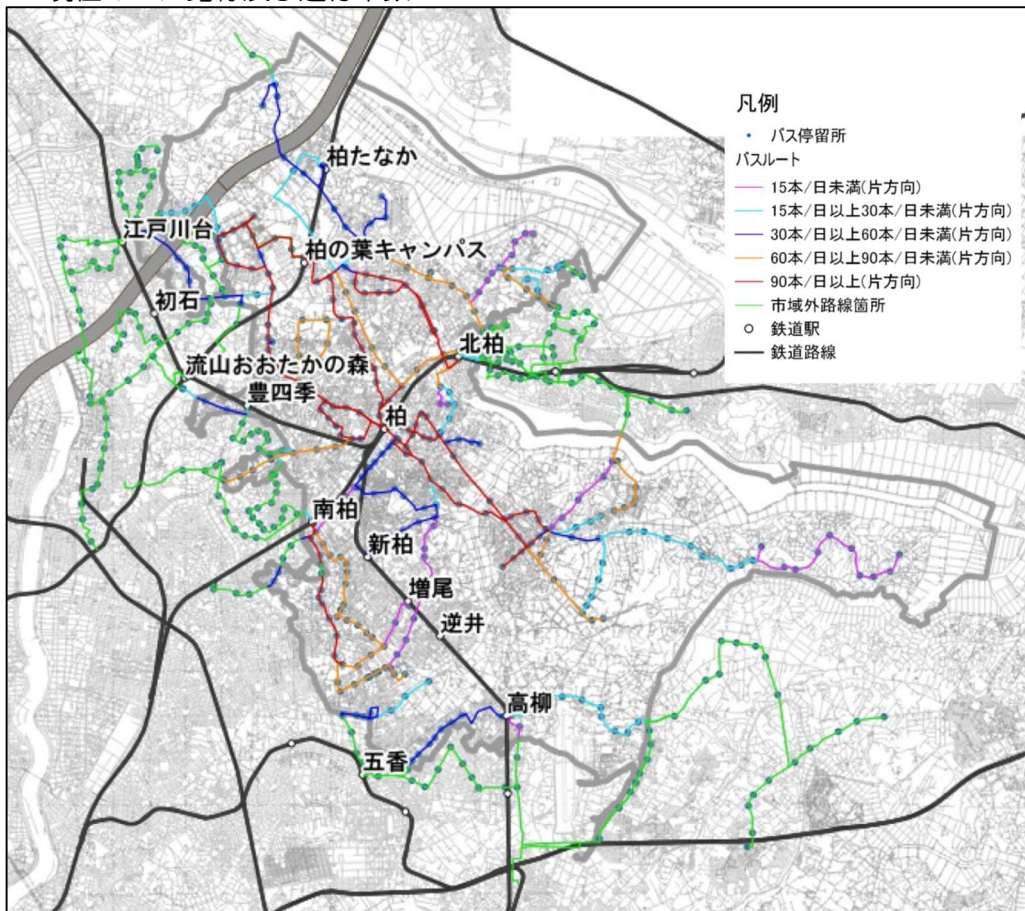 凡例
バス停留所
バスルート
15本/日未満(片方向)
15本/日以上30本/日未満(片方向)
30本/日以上60本/日未満(片方向)
60本/日以上90本/日未満(片方向)
90本/日以上(片方向)
市域外路線箇所
鉄道駅
鉄道路線
柏たなか
江戸川台
柏の葉キャンパス
初石
北柏
流山おおたかの森
豊四季
柏
南柏
新柏
増尾
逆井
高柳
五香